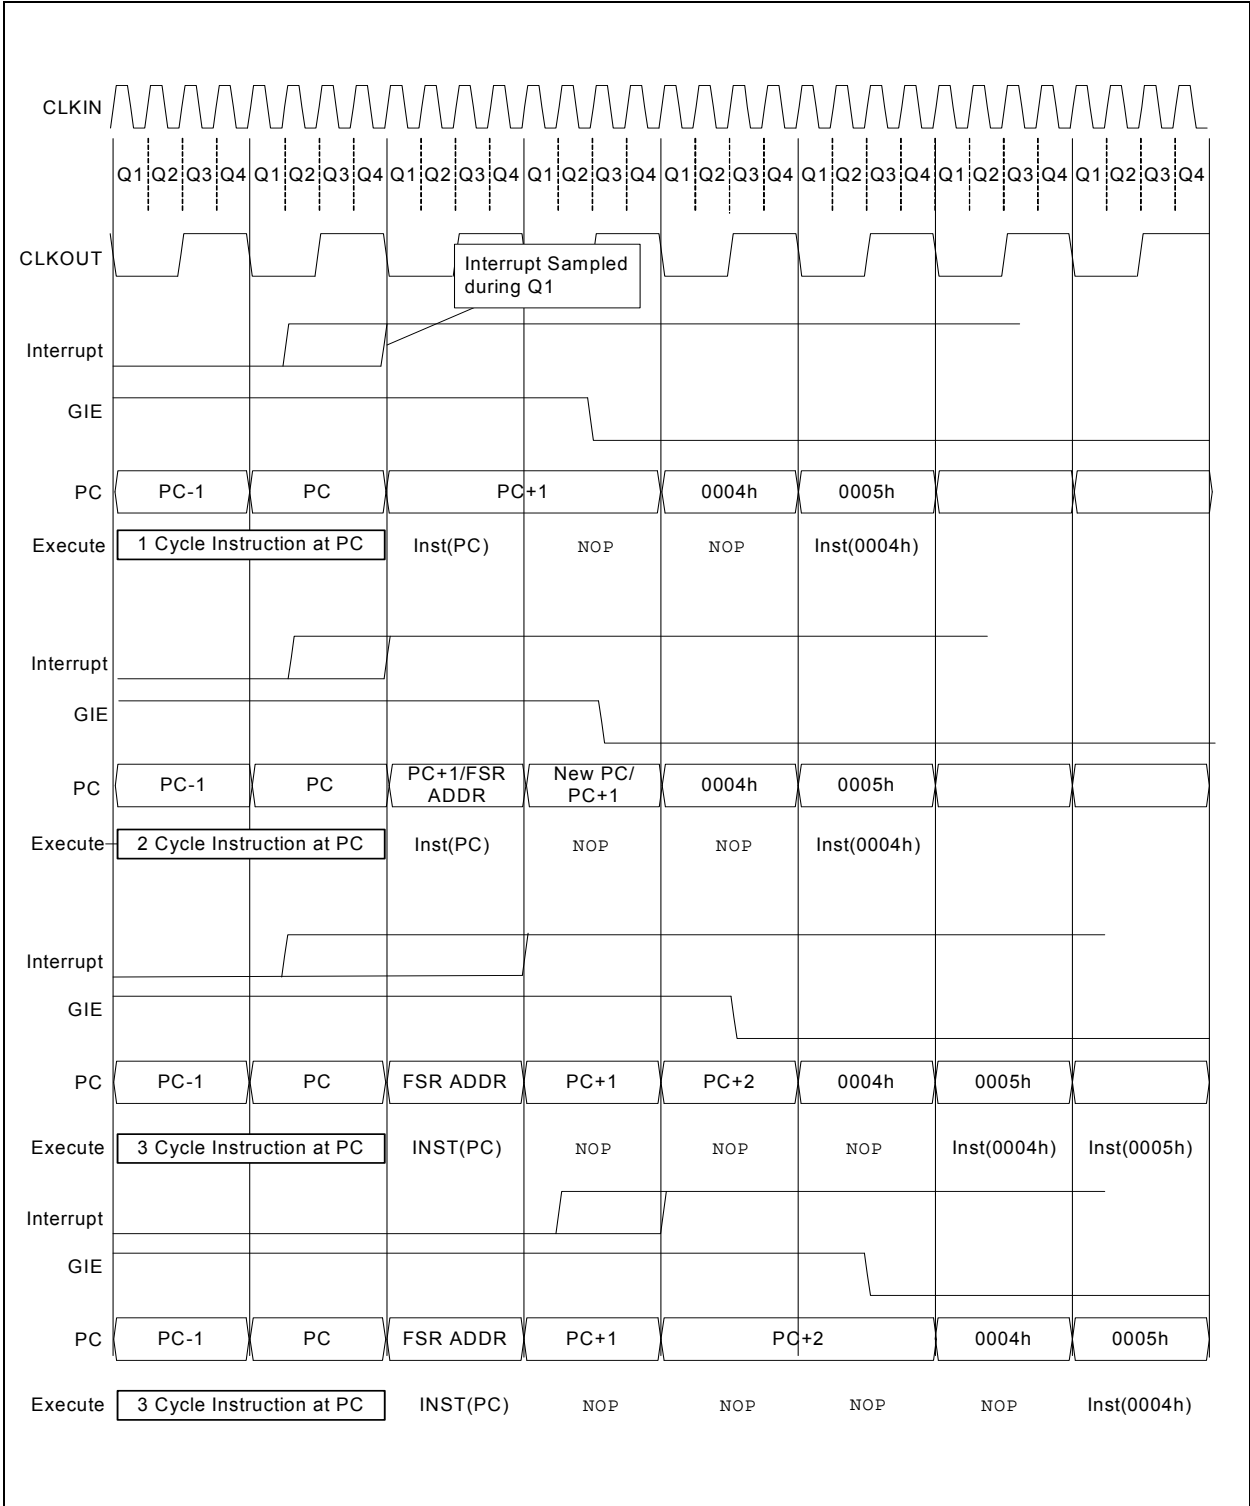 CLKIN
Q1 Q2 Q3 Q4 Q1 Q2 Q3 Q4 Q1 Q2 Q3 Q4 Q1 Q2 Q3 Q4 Q1 Q2 Q3 Q4 Q1 Q2 Q3 Q4 Q1 Q2 Q3 Q4 Q1 Q2 Q3 Q4
CLKOUT
Interrupt Sampled
during Q1
Interrupt
GIE
PC PC-1 PC PC+1 0004h 0005h
Execute 1 Cycle Instruction at PC Inst(PC) NOP NOP Inst(0004h)
Interrupt
GIE
PC PC-1 PC PC+1/FSR ADDR New PC/ PC+1 0004h 0005h
Execute 2 Cycle Instruction at PC Inst(PC) NOP NOP Inst(0004h)
Interrupt
GIE
PC PC-1 PC FSR ADDR PC+1 PC+2 0004h 0005h
Execute 3 Cycle Instruction at PC INST(PC) NOP NOP NOP Inst(0004h) Inst(0005h)
Interrupt
GIE
PC PC-1 PC FSR ADDR PC+1 PC+2 0004h 0005h
Execute 3 Cycle Instruction at PC INST(PC) NOP NOP NOP NOP Inst(0004h)